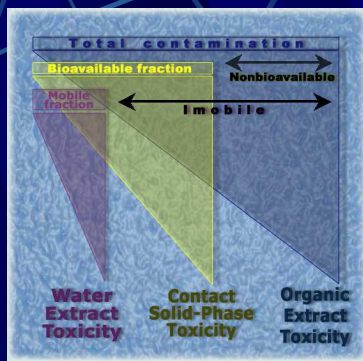 Total contamination
Bioavailable fraction
Nonbioavailable
Mobile
fraction
Imobile
Water
Extract
Toxicity
Contact
Solid-Phase
Toxicity
Organic
Extract
Toxicity